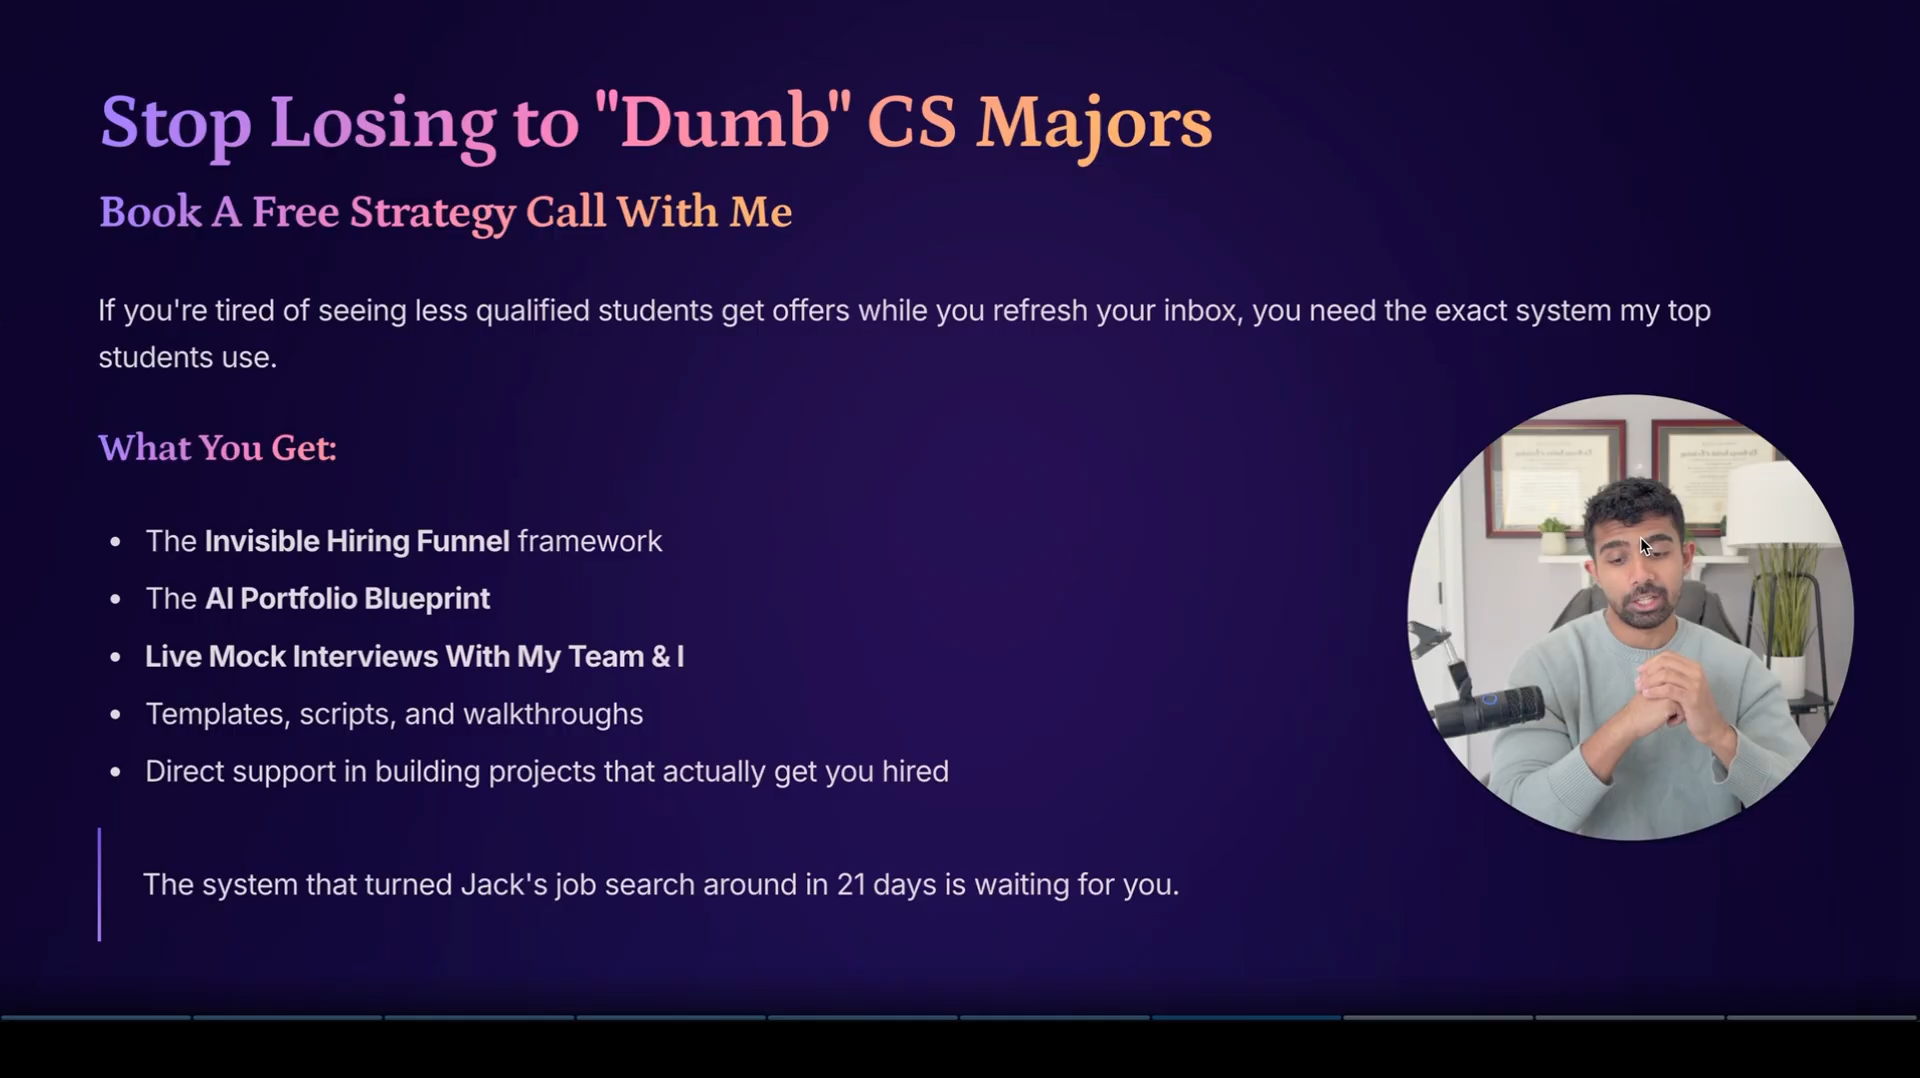 Stop Losing to "Dumb" CS Majors
Book A Free Strategy Call With Me
If you're tired of seeing less qualified students get offers while you refresh your inbox, you need the exact system my top
students use.
What You Get:
• The Invisible Hiring Funnel framework
• The AI Portfolio Blueprint
• Live Mock Interviews With My Team & I
• Templates, scripts, and walkthroughs
• Direct support in building projects that actually get you hired
The system that turned Jack's job search around in 21 days is waiting for you.